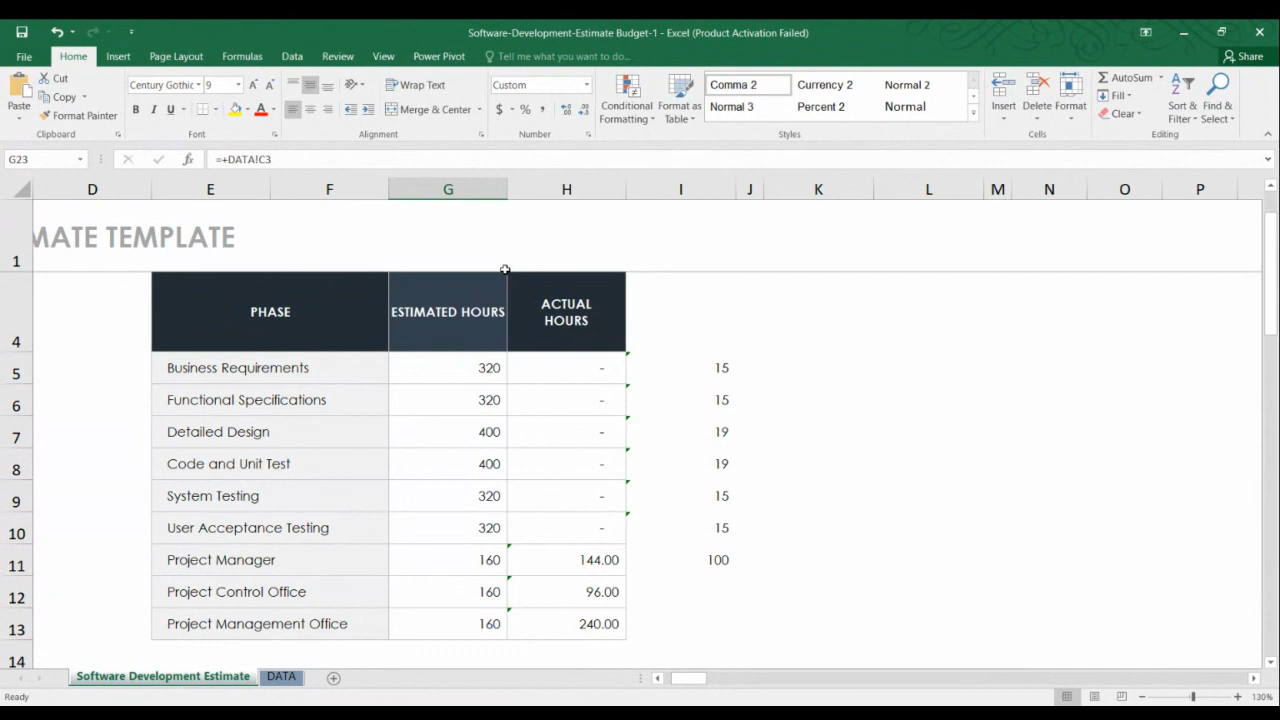 Software-Development-Estimate Budget-1 - Excel (Product Activation Failed)
File Home Insert Page Layout Formulas Data Review View Power Pivot Tell me what you want to do... Share
Paste Cut Copy Format Painter
Clipboard
Century Gothic 9 A A
B I U A
Font
Wrap Text
Merge & Center
Alignment
Custom
$ % ,
Number
Conditional Formatting Format as Table
Comma 2 Currency 2 Normal 2
Normal 3 Percent 2 Normal
Styles
Insert Delete Format
Cells
AutoSum
Fill
Clear
Sort & Filter Find & Select
Editing
G23 fx =+DATA!C3
D E F G H I J K L M N O P
1 MATE TEMPLATE
4 PHASE ESTIMATED HOURS ACTUAL HOURS
5 Business Requirements 320 - 15
6 Functional Specifications 320 - 15
7 Detailed Design 400 - 19
8 Code and Unit Test 400 - 19
9 System Testing 320 - 15
10 User Acceptance Testing 320 - 15
11 Project Manager 160 144.00 100
12 Project Control Office 160 96.00
13 Project Management Office 160 240.00
14
Software Development Estimate DATA
Ready 130%